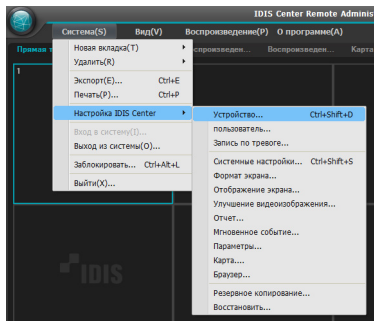 IDIS Center Remote Adminis
Система(S) Вид(V) Воспроизведение(P) О программе(A)
Прямая т спроизведен... Воспроизведен... Карта
1
Новая вкладка(T)
Удалить(R)
Экспорт(E)... Ctrl+E
Печать(P)... Ctrl+P
Настройка IDIS Center
Вход в систему(I)...
Выход из системы(O)...
Заблокировать... Ctrl+Alt+L
Выйти(X)...
Устройство... Ctrl+Shift+D
пользователь...
Запись по тревоге...
Системные настройки... Ctrl+Shift+S
Формат экрана...
Отображение экрана...
Улучшение видеоизображения...
Отчет...
Мгновенное событие...
Параметры...
Карта....
Браузер...
Резервное копирование...
Восстановить...
IDIS